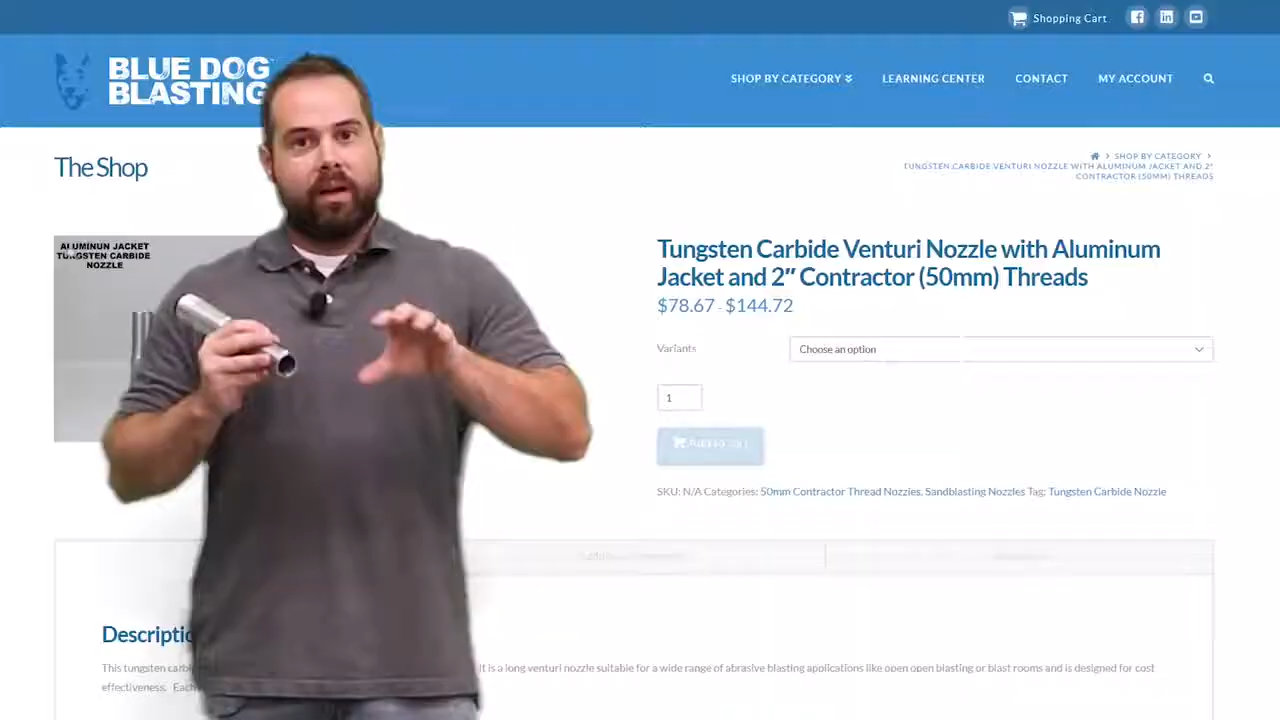 Shopping Cart
BLUE DOG
BLASTING
SHOP BY CATEGORY
LEARNING CENTER
CONTACT
MY ACCOUNT
The Shop
SHOP BY CATEGORY
TUNGSTEN CARBIDE VENTURI NOZZLE WITH ALUMINUM JACKET AND 2"
CONTRACTOR (50MM) THREADS
ALUMINUN JACKET
TUNGSTEN CARBIDE
NOZZLE
Tungsten Carbide Venturi Nozzle with Aluminum
Jacket and 2″ Contractor (50mm) Threads
$78.67 - $144.72
Variants
Choose an option
1
Add to cart
SKU: N/A Categories: 50mm Contractor Thread Nozzles, Sandblasting Nozzles Tag: Tungsten Carbide Nozzle
This tungsten It is a long venturi nozzle suitable for a wide range of abrasive blasting applications like open open blasting or blast rooms and is designed for cost
effectiveness. Each